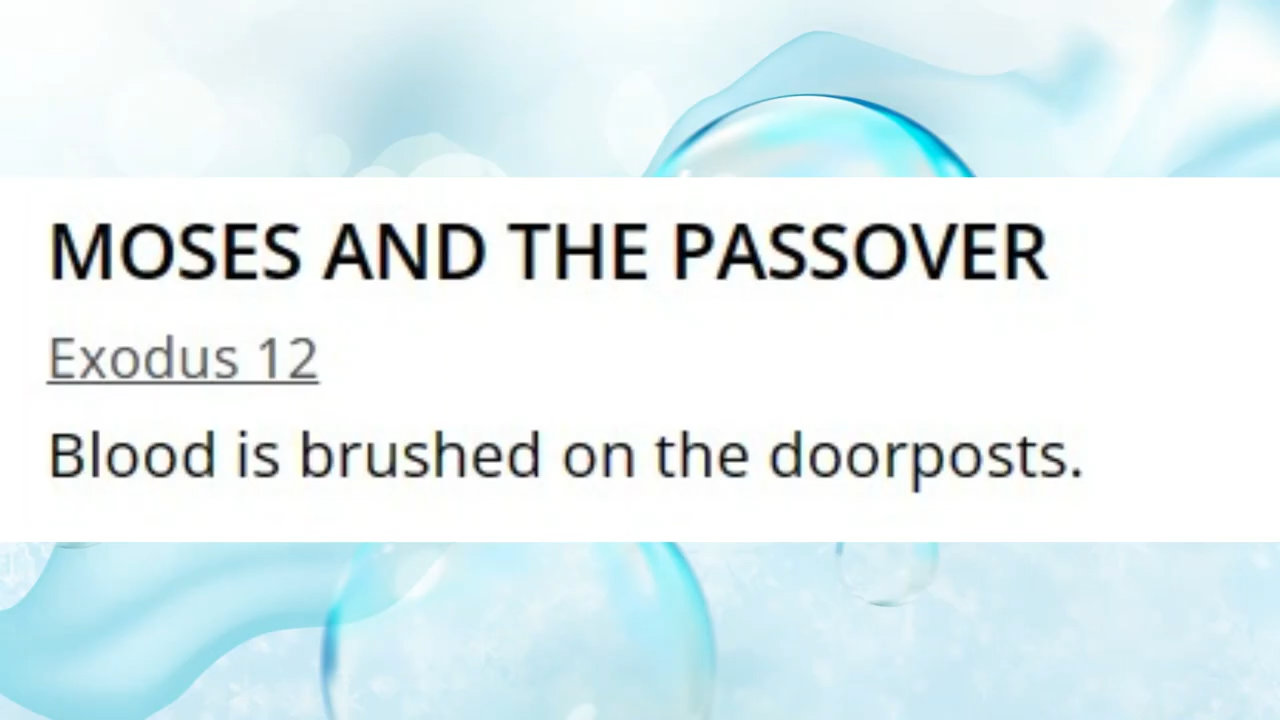 MOSES AND THE PASSOVER
Exodus 12
Blood is brushed on the doorposts.